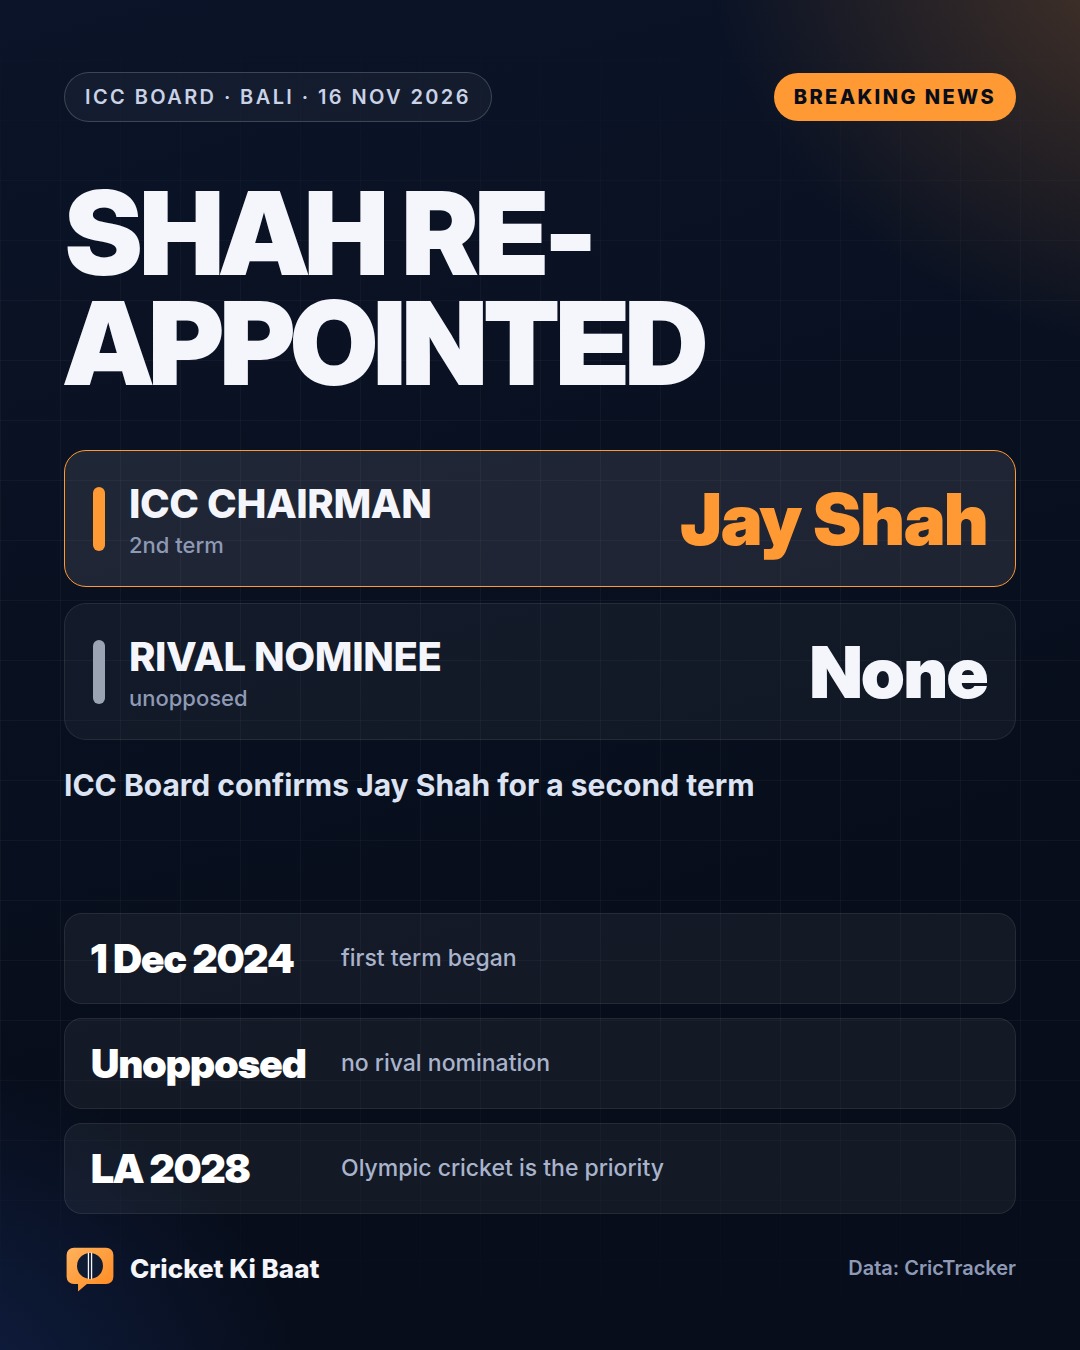 ICC BOARD · BALI · 16 NOV 2026
BREAKING NEWS
SHAH RE-
APPOINTED
ICC CHAIRMAN
2nd term
Jay Shah
RIVAL NOMINEE
unopposed
None
ICC Board confirms Jay Shah for a second term
1 Dec 2024 first term began
Unopposed no rival nomination
LA 2028 Olympic cricket is the priority
Cricket Ki Baat
Data: CricTracker